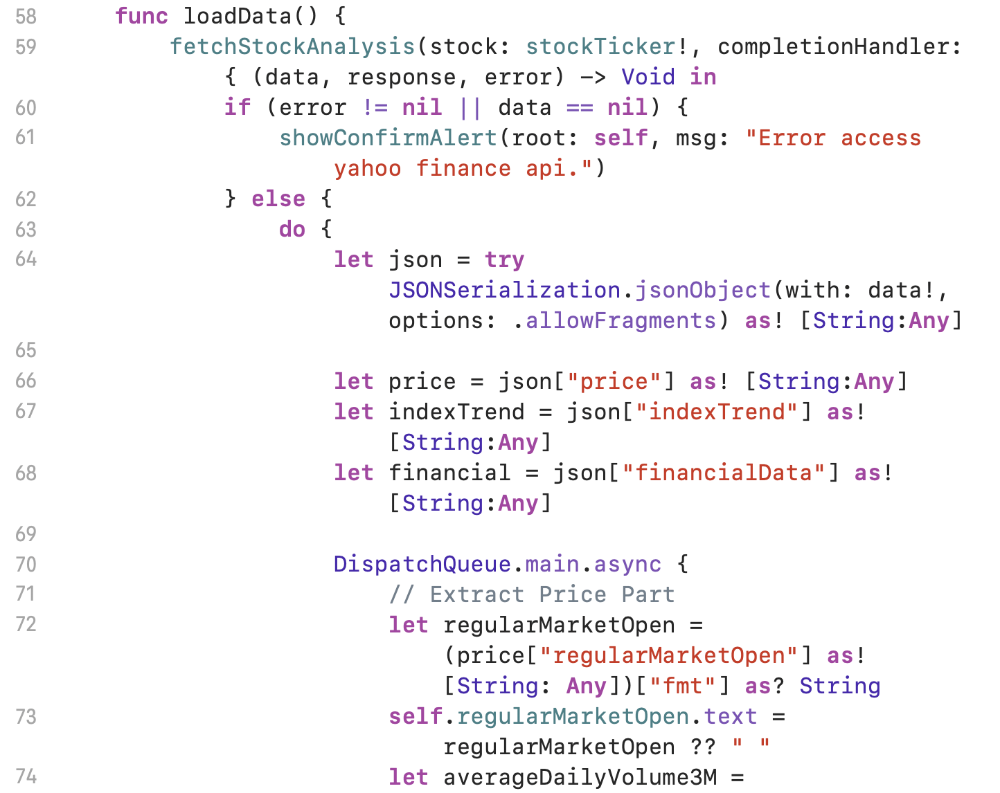 58 func loadData() {
59 fetchStockAnalysis(stock: stockTicker!, completionHandler:
{ (data, response, error) -> Void in
60 if (error != nil || data == nil) {
61 showConfirmAlert(root: self, msg: "Error access
yahoo finance api.")
62 } else {
63 do {
64 let json = try
JSONSerialization.jsonObject(with: data!,
options: .allowFragments) as! [String:Any]
65
66 let price = json["price"] as! [String:Any]
67 let indexTrend = json["indexTrend"] as!
[String:Any]
68 let financial = json["financialData"] as!
[String:Any]
69
70 DispatchQueue.main.async {
71 // Extract Price Part
72 let regularMarketOpen =
(price["regularMarketOpen"] as!
[String: Any])["fmt"] as? String
73 self.regularMarketOpen.text =
regularMarketOpen ?? " "
74 let averageDailyVolume3M =